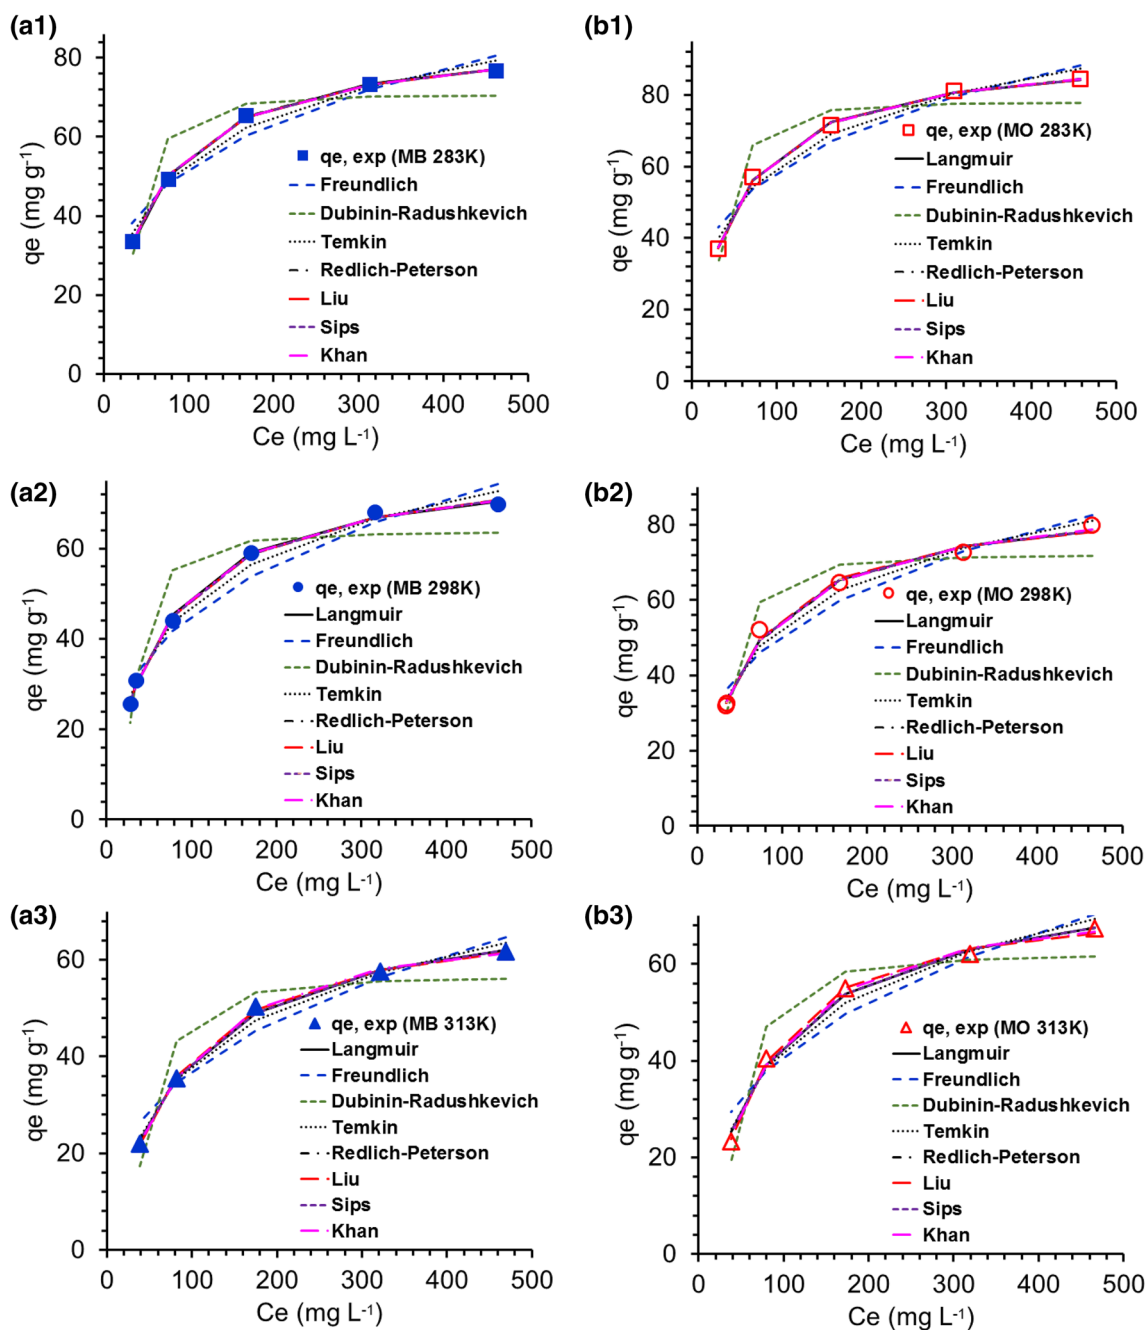 (a1)
qe (mg g⁻¹)
80
60
40
20
0
0 100 200 300 400 500
Ce (mg L⁻¹)
qe, exp (MB 283K)
Freundlich
Dubinin-Radushkevich
Temkin
Redlich-Peterson
Liu
Sips
Khan
(b1)
qe (mg g⁻¹)
80
60
40
20
0
0 100 200 300 400 500
Ce (mg L⁻¹)
qe, exp (MO 283K)
Langmuir
Freundlich
Dubinin-Radushkevich
Temkin
Redlich-Peterson
Liu
Sips
Khan
(a2)
qe (mg g⁻¹)
60
40
20
0
0 100 200 300 400 500
Ce (mg L⁻¹)
qe, exp (MB 298K)
Langmuir
Freundlich
Dubinin-Radushkevich
Temkin
Redlich-Peterson
Liu
Sips
Khan
(b2)
qe (mg g⁻¹)
80
60
40
20
0
0 100 200 300 400 500
Ce (mg L⁻¹)
qe, exp (MO 298K)
Langmuir
Freundlich
Dubinin-Radushkevich
Temkin
Redlich-Peterson
Liu
Sips
Khan
(a3)
qe (mg g⁻¹)
60
40
20
0
0 100 200 300 400 500
Ce (mg L⁻¹)
qe, exp (MB 313K)
Langmuir
Freundlich
Dubinin-Radushkevich
Temkin
Redlich-Peterson
Liu
Sips
Khan
(b3)
qe (mg g⁻¹)
60
40
20
0
0 100 200 300 400 500
Ce (mg L⁻¹)
qe, exp (MO 313K)
Langmuir
Freundlich
Dubinin-Radushkevich
Temkin
Redlich-Peterson
Liu
Sips
Khan